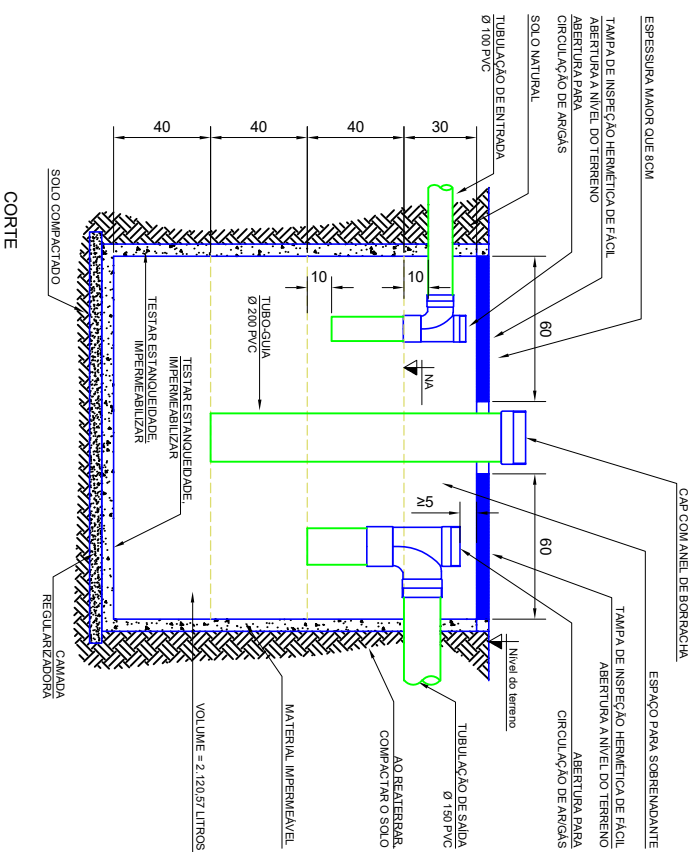 ESPESSURA MAIOR QUE 8CM
TAMPA DE INSPEÇÃO HERMÉTICA DE FÁCIL
ABERTURA A NÍVEL DO TERRENO
ABERTURA PARA
CIRCULAÇÃO DE AR/GÁS
SOLO NATURAL
TUBULAÇÃO DE ENTRADA
Ø 100 PVC
CAP COM ANEL DE BORRACHA
ESPAÇO PARA SOBRENADANTE
TAMPA DE INSPEÇÃO HERMÉTICA DE FÁCIL
ABERTURA A NÍVEL DO TERRENO
ABERTURA PARA
CIRCULAÇÃO DE AR/GÁS
Nível do terreno
60
60
30
40
40
40
10
10
NA
≥5
TUBO-GUIA
Ø 200 PVC
TESTAR ESTANQUEIDADE,
IMPERMEABILIZAR
TESTAR ESTANQUEIDADE,
IMPERMEABILIZAR
TUBULAÇÃO DE SAÍDA
Ø 150 PVC
AO REATERRAR,
COMPACTAR O SOLO
MATERIAL IMPERMEÁVEL
VOLUME = 2.120,57 LITROS
SOLO COMPACTADO
CAMADA
REGULARIZADORA
CORTE